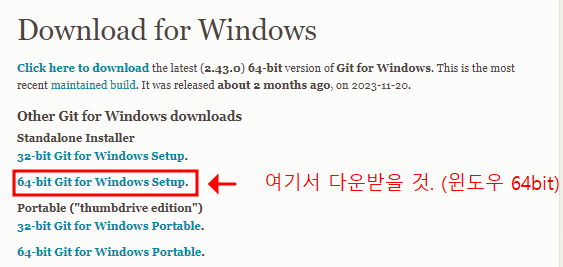 Download for Windows
Click here to download the latest (2.43.0) 64-bit version of Git for Windows. This is the most
recent maintained build. It was released about 2 months ago, on 2023-11-20.
Other Git for Windows downloads
Standalone Installer
32-bit Git for Windows Setup.
64-bit Git for Windows Setup. 여기서 다운받을 것. (윈도우 64bit)
Portable ("thumbdrive edition")
32-bit Git for Windows Portable.
64-bit Git for Windows Portable.